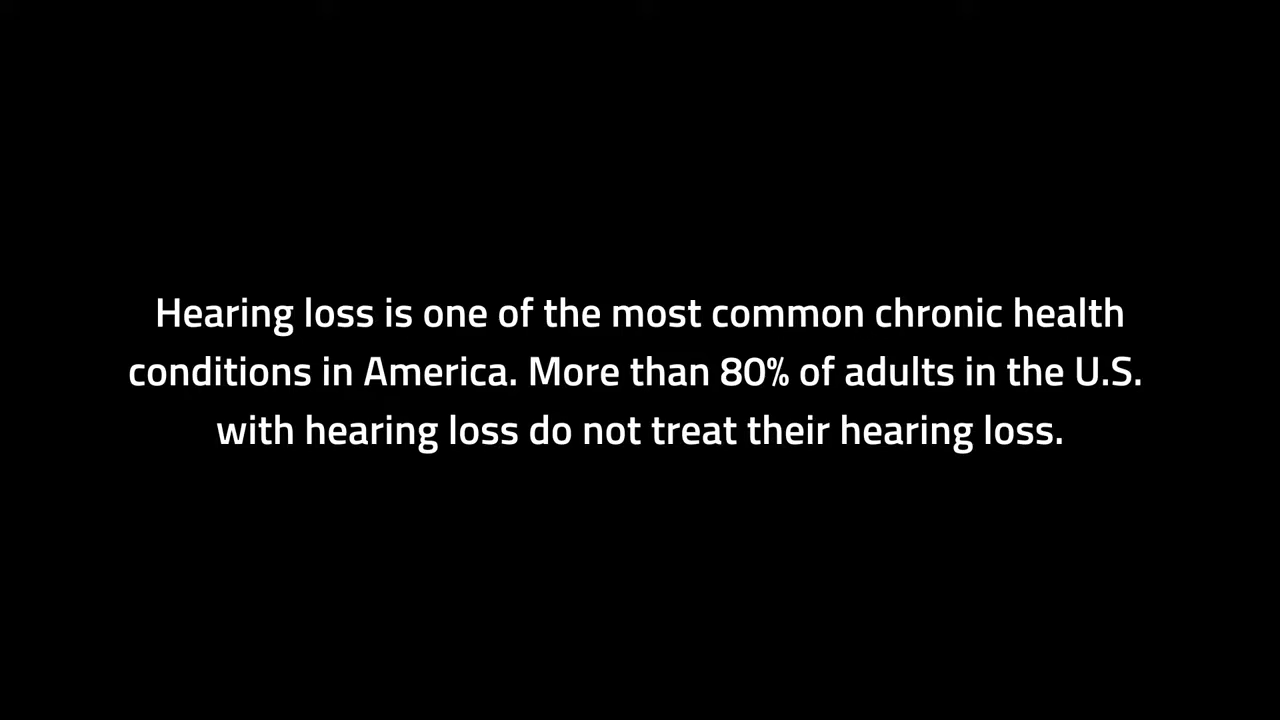 Hearing loss is one of the most common chronic health
conditions in America. More than 80% of adults in the U.S.
with hearing loss do not treat their hearing loss.